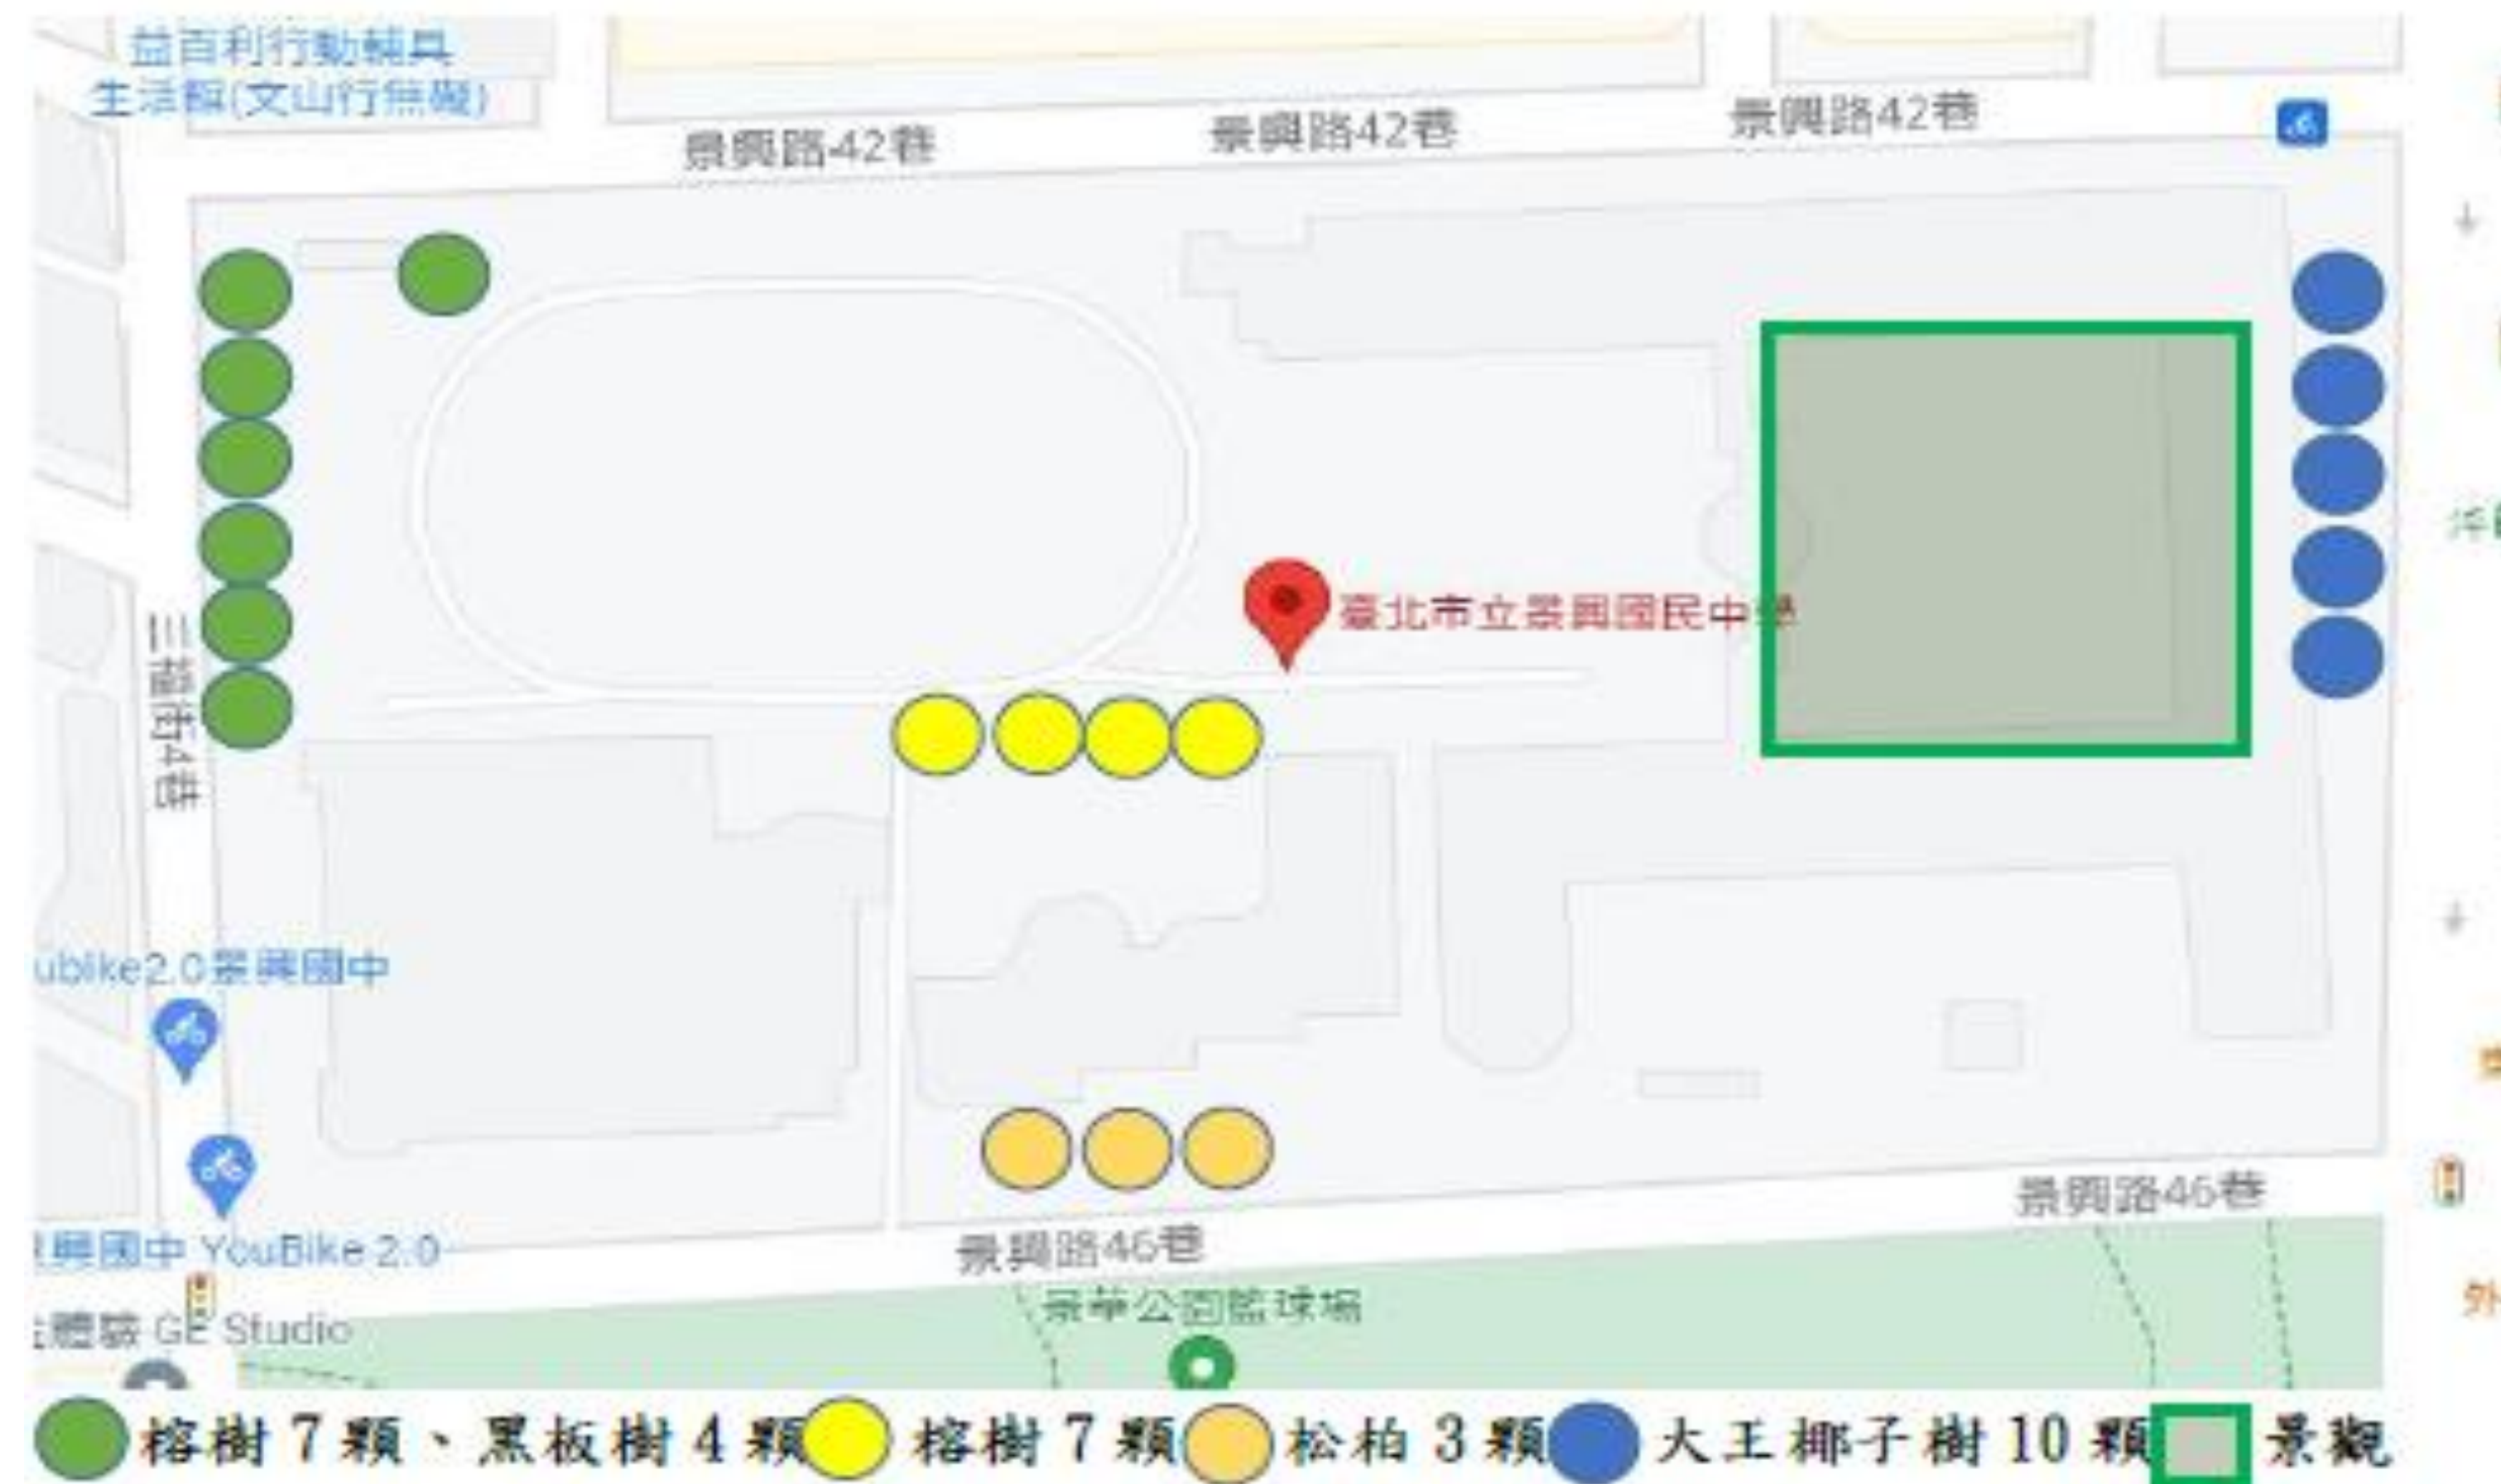 益百利行動輔具
生活館(文山行無礙)
景興路42巷
景興路42巷
景興路42巷
臺北市立景興國民中學
三福街4巷
ubike2.0景興國中
興國中 YouBike 2.0
體驗 GE Studio
景興路46巷
景興路46巷
景華公園籃球場
外
榕樹 7 顆、黑板樹 4 顆
榕樹 7 顆
松柏 3 顆
大王椰子樹 10 顆
景觀